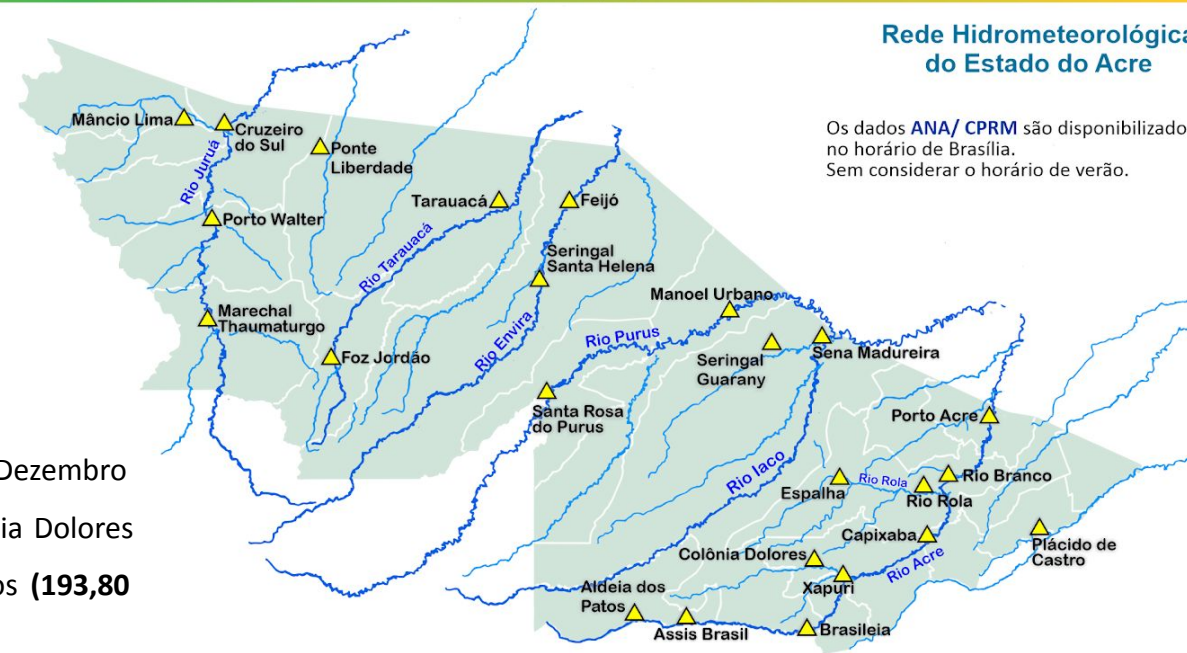 Rede Hidrometeorológica
do Estado do Acre
Os dados ANA/ CPRM são disponibilizado
no horário de Brasília.
Sem considerar o horário de verão.
Mâncio Lima
Cruzeiro
do Sul
Ponte
Liberdade
Rio Juruá
Tarauacá
Feijó
Porto Walter
Rio Tarauacá
Seringal
Santa Helena
Manoel Urbano
Marechal
Thaumaturgo
Rio Envira
Rio Purus
Foz Jordão
Seringal
Guarany
Sena Madureira
Santa Rosa
do Purus
Porto Acre
Rio Iaco
Espalha
Rio Rola
Rio Branco
Rio Rola
Capixaba
Plácido de
Castro
Colônia Dolores
Rio Acre
Xapuri
Aldeia dos
Patos
Assis Brasil
Brasileia
Dezembro
ia Dolores
os (193,80